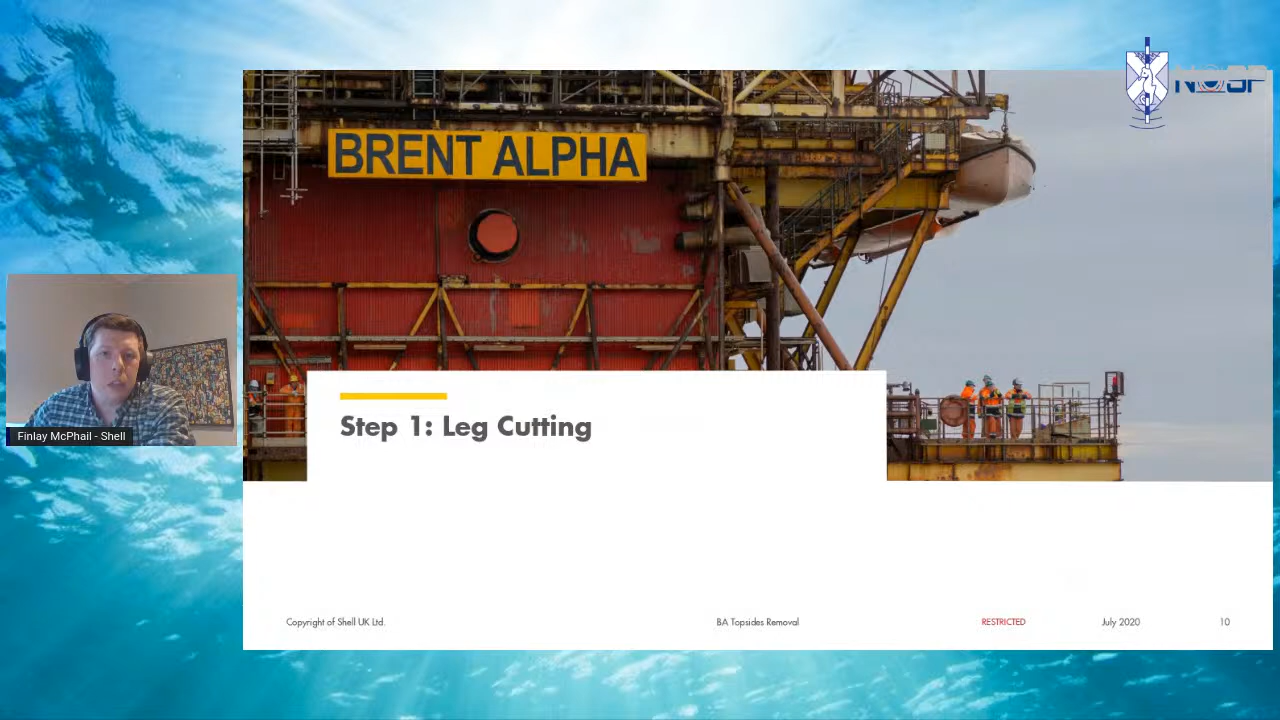 BRENT ALPHA
Finlay McPhail - Shell
Step 1: Leg Cutting
Copyright of Shell UK Ltd.
BA Topsides Removal
RESTRICTED
July 2020
10